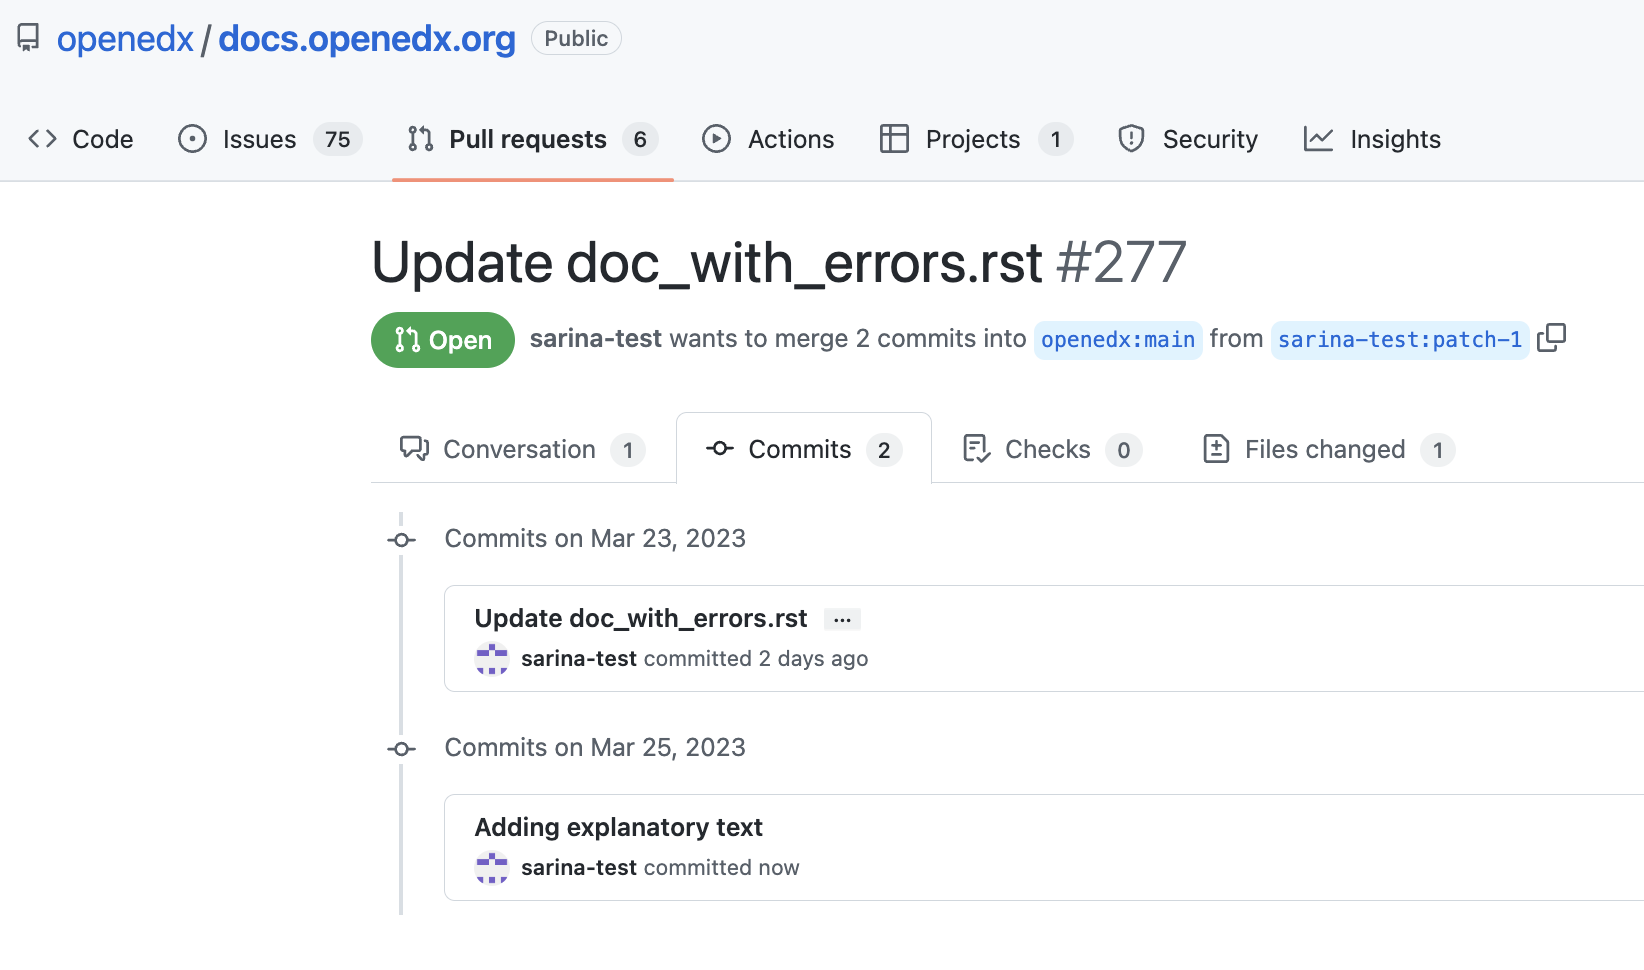 openedx / docs.openedx.org Public
Code Issues 75 Pull requests 6 Actions Projects 1 Security Insights
Update doc_with_errors.rst #277
Open sarina-test wants to merge 2 commits into openedx:main from sarina-test:patch-1
Conversation 1 Commits 2 Checks 0 Files changed 1
Commits on Mar 23, 2023
Update doc_with_errors.rst ...
sarina-test committed 2 days ago
Commits on Mar 25, 2023
Adding explanatory text
sarina-test committed now